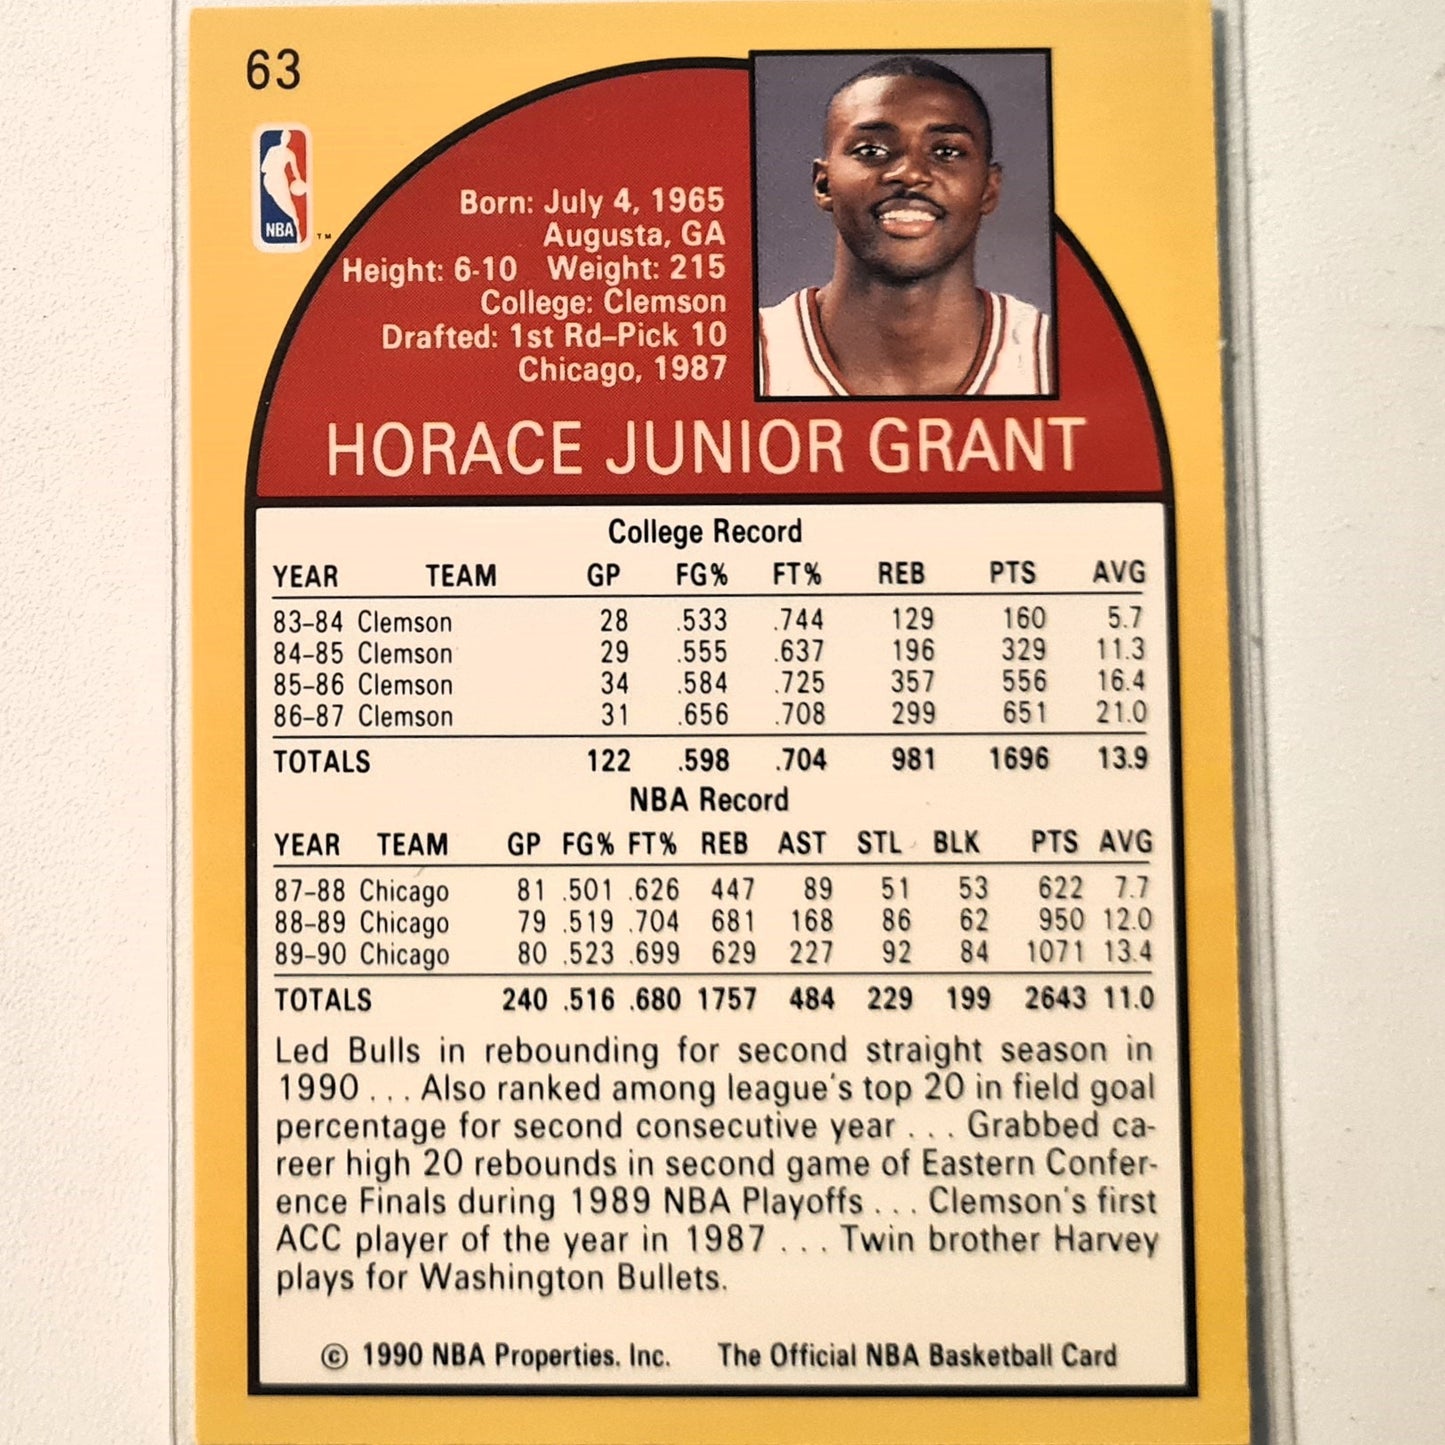 63
NBA
TM
Born: July 4, 1965
Augusta, GA
Height: 6-10 Weight: 215
College: Clemson
Drafted: 1st Rd–Pick 10
Chicago, 1987
HORACE JUNIOR GRANT
College Record
YEAR TEAM GP FG% FT% REB PTS AVG
83–84 Clemson 28 .533 .744 129 160 5.7
84–85 Clemson 29 .555 .637 196 329 11.3
85–86 Clemson 34 .584 .725 357 556 16.4
86–87 Clemson 31 .656 .708 299 651 21.0
TOTALS 122 .598 .704 981 1696 13.9
NBA Record
YEAR TEAM GP FG% FT% REB AST STL BLK PTS AVG
87–88 Chicago 81 .501 .626 447 89 51 53 622 7.7
88–89 Chicago 79 .519 .704 681 168 86 62 950 12.0
89–90 Chicago 80 .523 .699 629 227 92 84 1071 13.4
TOTALS 240 .516 .680 1757 484 229 199 2643 11.0
Led Bulls in rebounding for second straight season in
1990 . . . Also ranked among league's top 20 in field goal
percentage for second consecutive year . . . Grabbed ca-
reer high 20 rebounds in second game of Eastern Confer-
ence Finals during 1989 NBA Playoffs . . . Clemson's first
ACC player of the year in 1987 . . . Twin brother Harvey
plays for Washington Bullets.
© 1990 NBA Properties, Inc. The Official NBA Basketball Card